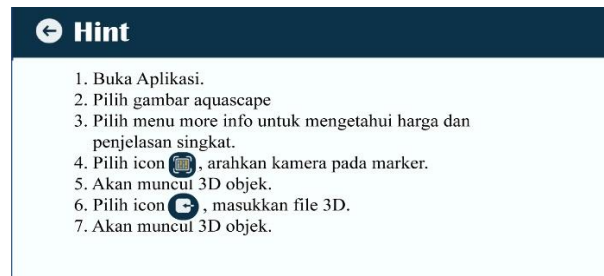 Hint
1. Buka Aplikasi.
2. Pilih gambar aquascape
3. Pilih menu more info untuk mengetahui harga dan
penjelasan singkat.
4. Pilih icon , arahkan kamera pada marker.
5. Akan muncul 3D objek.
6. Pilih icon , masukkan file 3D.
7. Akan muncul 3D objek.